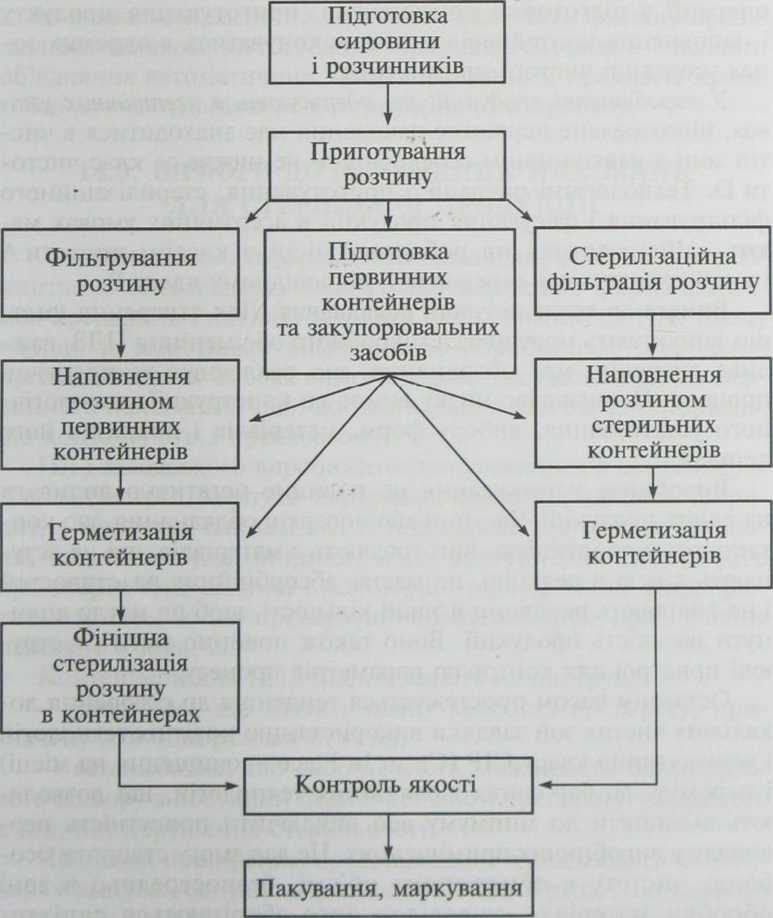 Підготовка
сировини
і розчинників
Приготування
розчину
Фільтрування
розчину
Підготовка
первинних
контейнерів
та закупорювальних
засобів
Стерилізаційна
фільтрація розчину
Наповнення
розчином
первинних
контейнерів
Наповнення
розчином
стерильних
контейнерів
Герметизація
контейнерів
Герметизація
контейнерів
Фінішна
стерилізація
розчину
в контейнерах
Контроль якості
Пакування, маркування